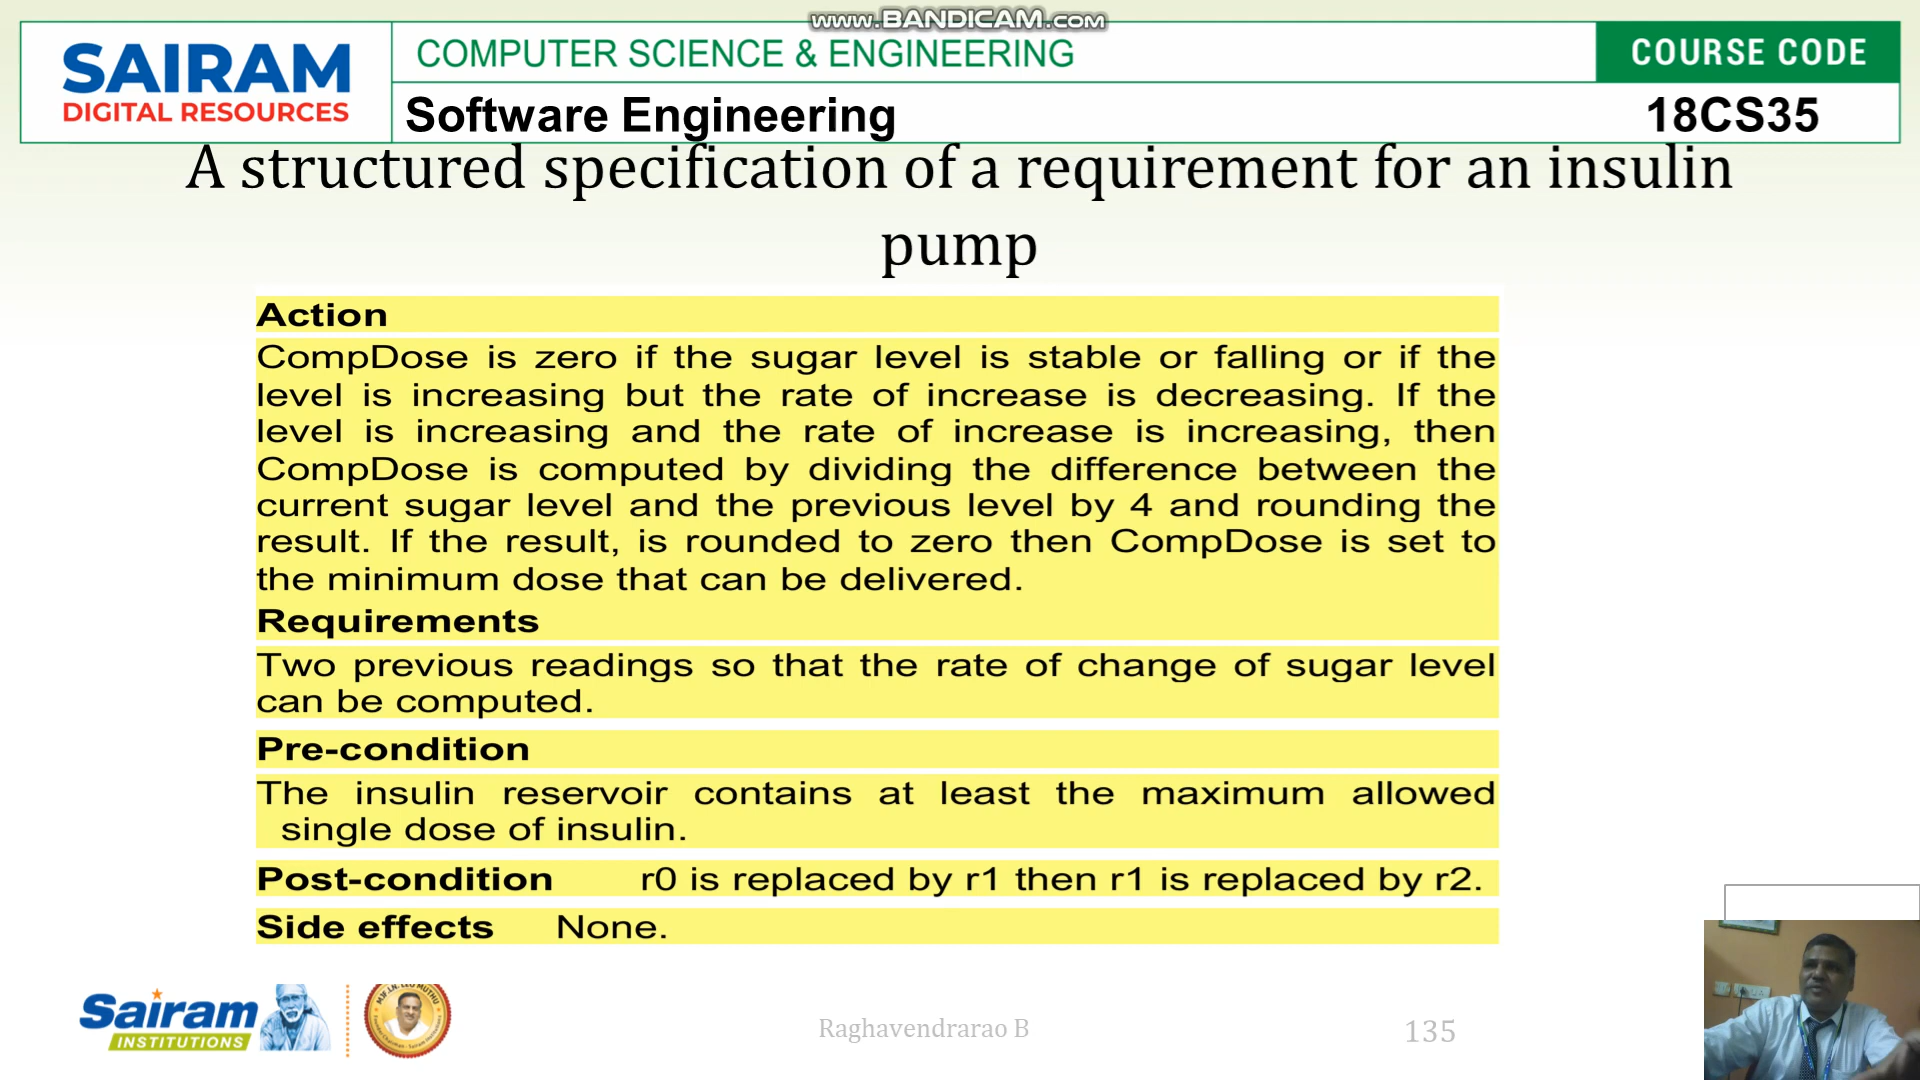 www.BANDICAM.com
SAIRAM
DIGITAL RESOURCES
COMPUTER SCIENCE & ENGINEERING
COURSE CODE
Software Engineering
18CS35
A structured specification of a requirement for an insulin
pump
Action
CompDose is zero if the sugar level is stable or falling or if the
level is increasing but the rate of increase is decreasing. If the
level is increasing and the rate of increase is increasing, then
CompDose is computed by dividing the difference between the
current sugar level and the previous level by 4 and rounding the
result. If the result, is rounded to zero then CompDose is set to
the minimum dose that can be delivered.
Requirements
Two previous readings so that the rate of change of sugar level
can be computed.
Pre-condition
The insulin reservoir contains at least the maximum allowed
single dose of insulin.
Post-condition r0 is replaced by r1 then r1 is replaced by r2.
Side effects None.
Sairam
INSTITUTIONS
MJF. LN. LEO MUTHU
Raghavendrarao B
135